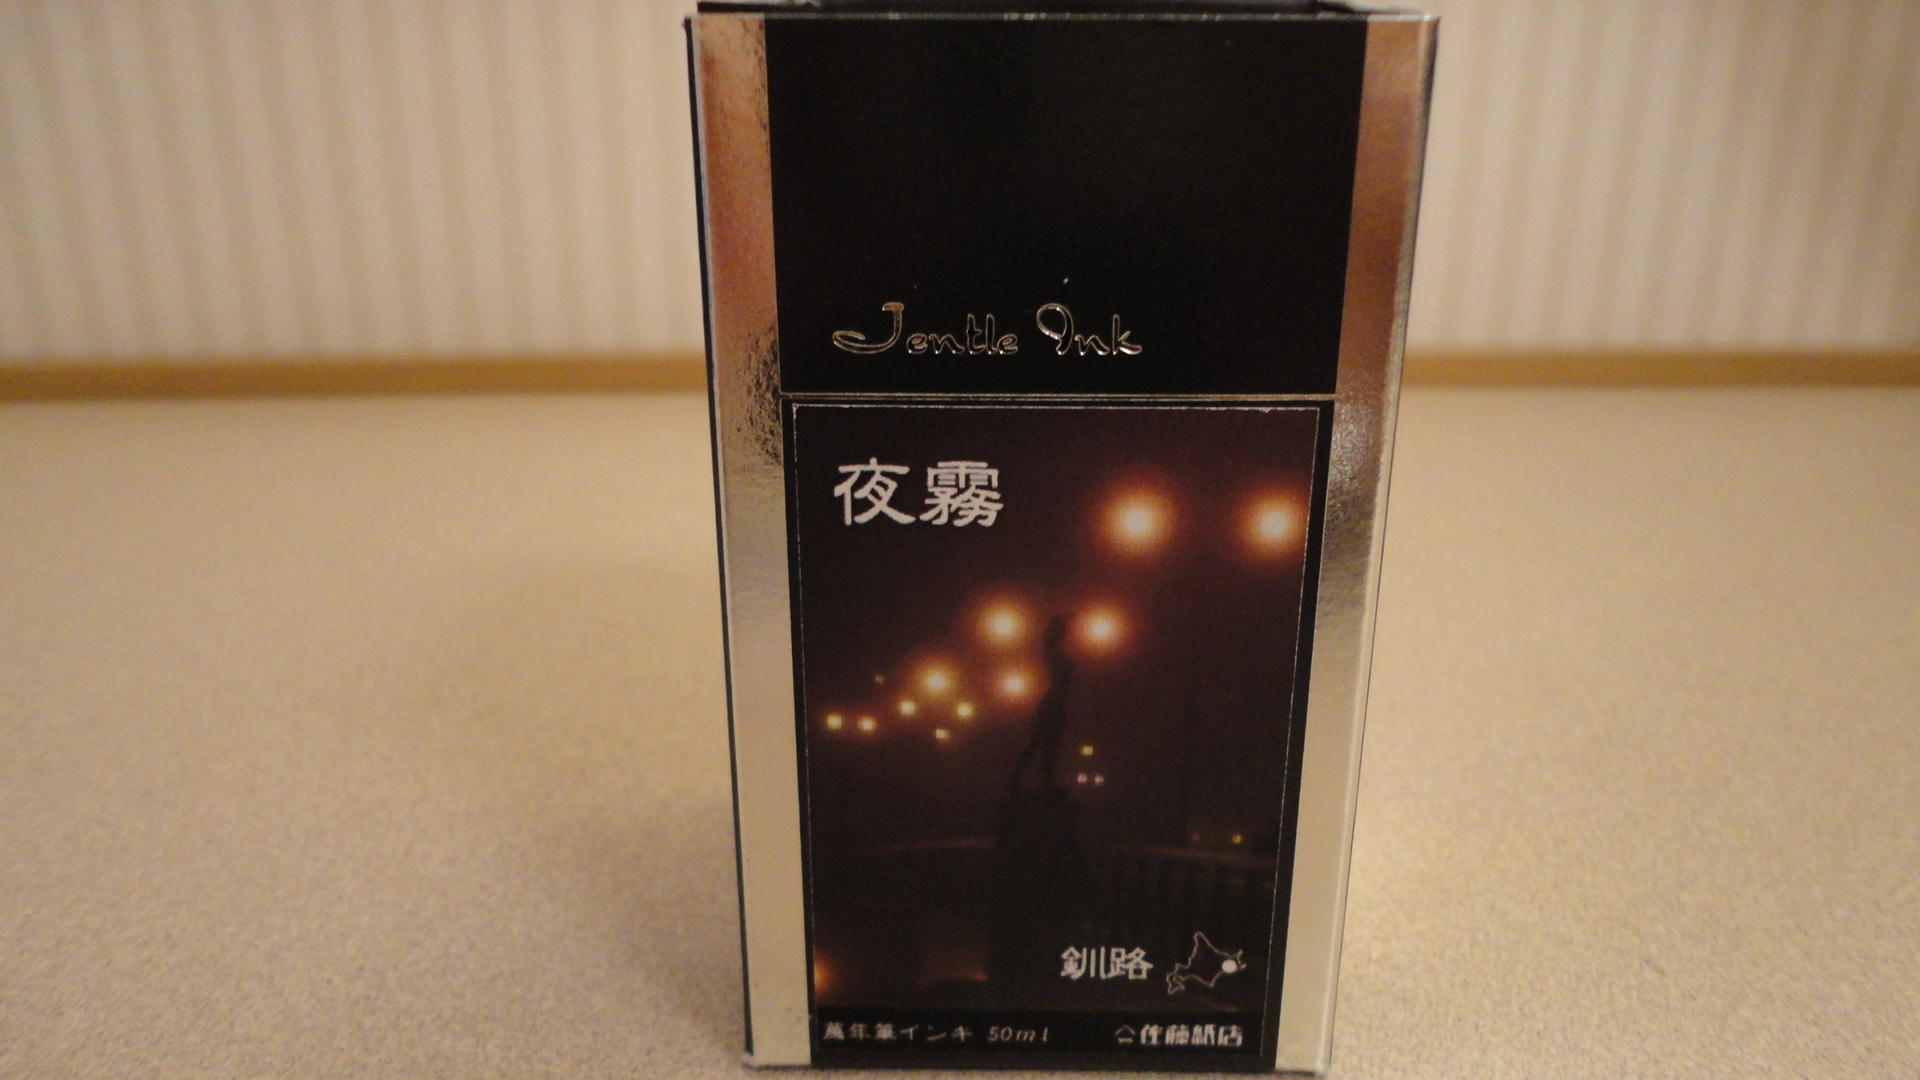 Jentle Ink
夜霧
釧路
萬年筆インキ 50ml
佐藤紙店